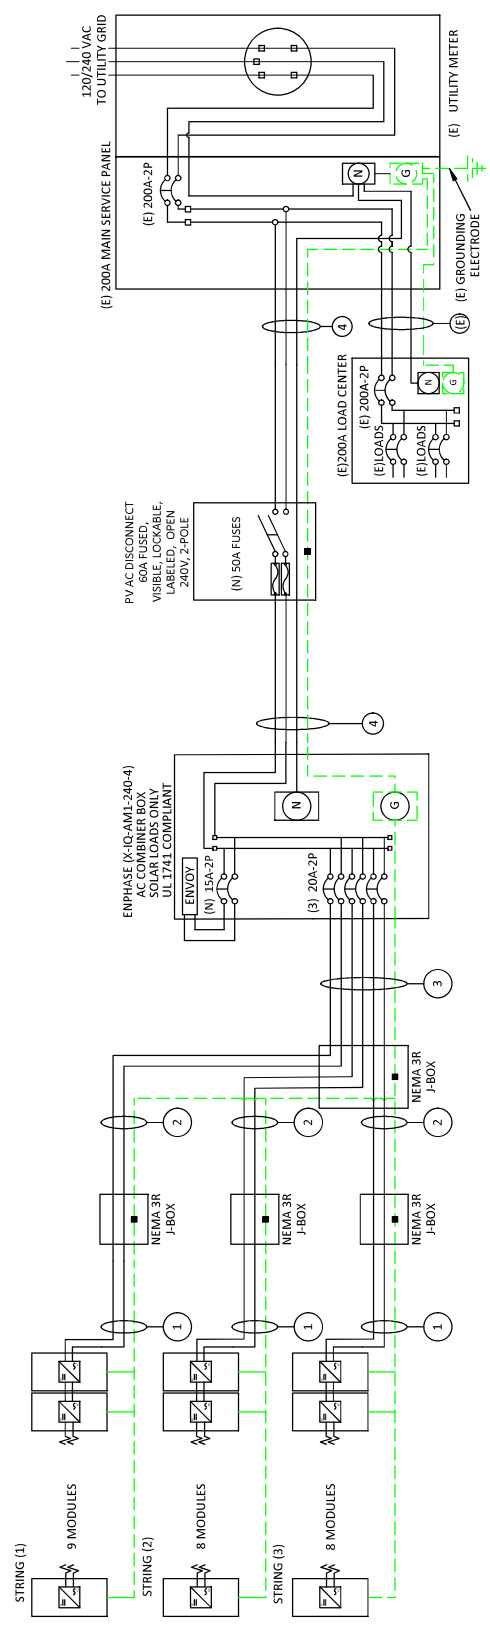 STRING (1)
9 MODULES
STRING (2)
8 MODULES
STRING (3)
8 MODULES
1
1
1
NEMA 3R
J-BOX
NEMA 3R
J-BOX
NEMA 3R
J-BOX
2
2
2
NEMA 3R
J-BOX
3
ENPHASE (X-IQ-AM1-240-4)
AC COMBINER BOX
SOLAR LOADS ONLY
UL 1741 COMPLIANT
ENVOY
(N) 15A-2P
(3) 20A-2P
N
G
4
PV AC DISCONNECT
60A FUSED,
VISIBLE, LOCKABLE,
LABELED, OPEN
240V, 2-POLE
(N) 50A FUSES
4
(E)200A LOAD CENTER
(E) 200A-2P
(E)LOADS
(E)LOADS
N
G
(E)
(E) 200A MAIN SERVICE PANEL
(E) 200A-2P
N
G
(E) GROUNDING
ELECTRODE
120/240 VAC
TO UTILITY GRID
(E) UTILITY METER